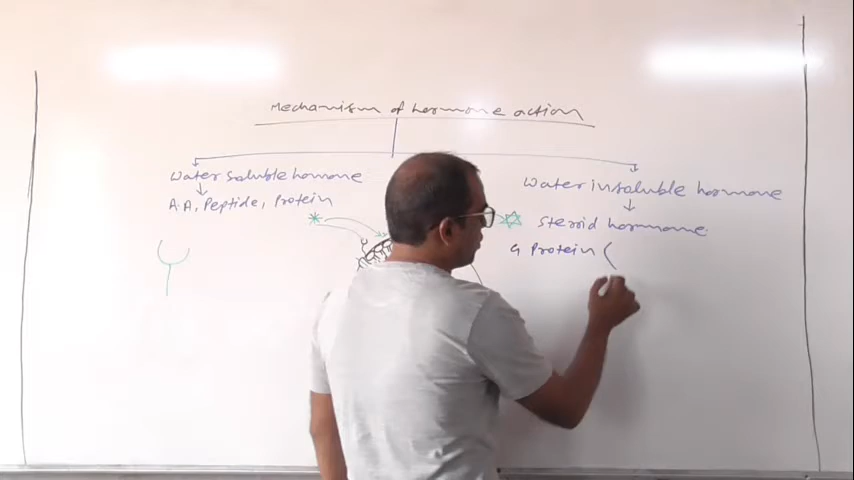 Mechanism of hormone action
Water soluble hormone
A.A, Peptide, Protein
Water insoluble hormone
Steroid hormone
G Protein (